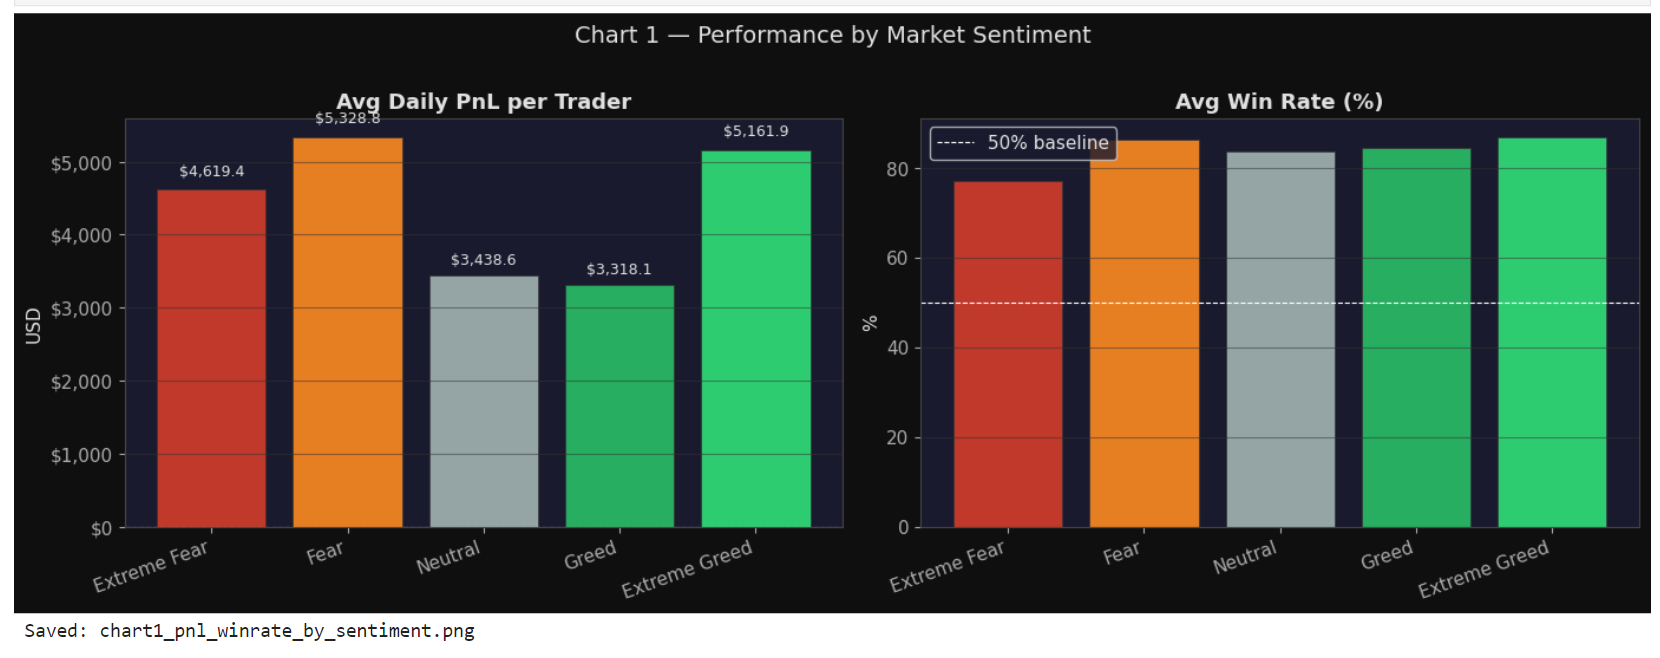 Chart 1 — Performance by Market Sentiment
Avg Daily PnL per Trader
$5,328.8
$5,161.9
$4,619.4
$3,438.6
$3,318.1
$5,000
$4,000
$3,000
$2,000
$1,000
$0
USD
Extreme Fear
Fear
Neutral
Greed
Extreme Greed
Avg Win Rate (%)
50% baseline
80
60
40
20
0
%
Extreme Fear
Fear
Neutral
Greed
Extreme Greed
Saved: chart1_pnl_winrate_by_sentiment.png